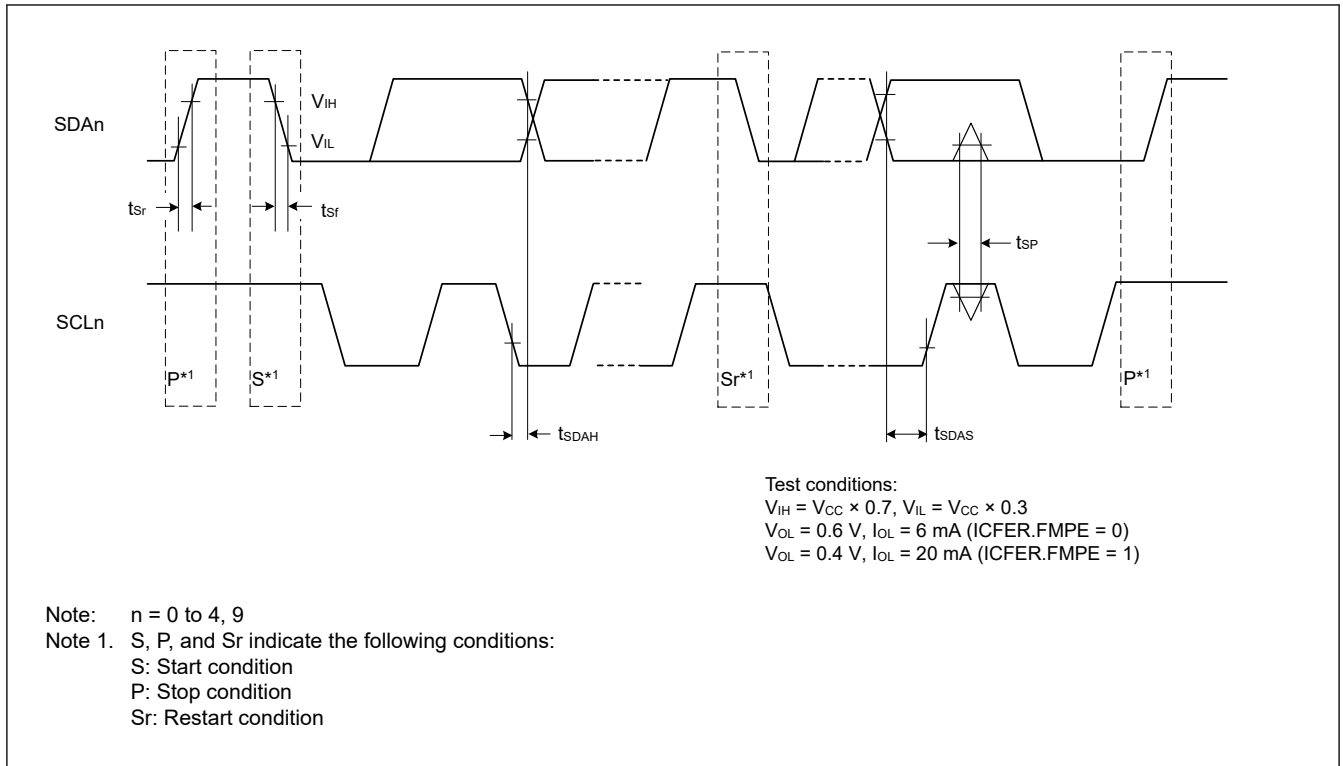 SDAn
VIH
VIL
tSr
tSf
tSP
SCLn
P*1
S*1
Sr*1
P*1
tSDAH
tSDAS
Test conditions:
VIH = VCC × 0.7, VIL = VCC × 0.3
VOL = 0.6 V, IOL = 6 mA (ICFER.FMPE = 0)
VOL = 0.4 V, IOL = 20 mA (ICFER.FMPE = 1)
Note: n = 0 to 4, 9
Note 1. S, P, and Sr indicate the following conditions:
S: Start condition
P: Stop condition
Sr: Restart condition